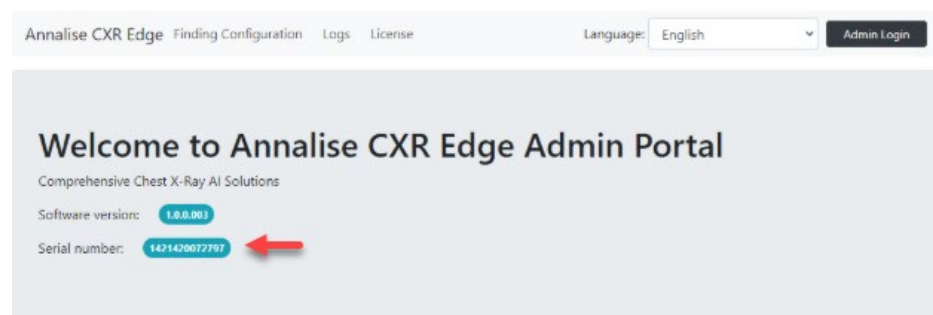 Annalise CXR Edge Finding Configuration Logs License Language: English Admin Login
Welcome to Annalise CXR Edge Admin Portal
Comprehensive Chest X-Ray AI Solutions
Software version: 1.0.0.003
Serial number: 1421420072797